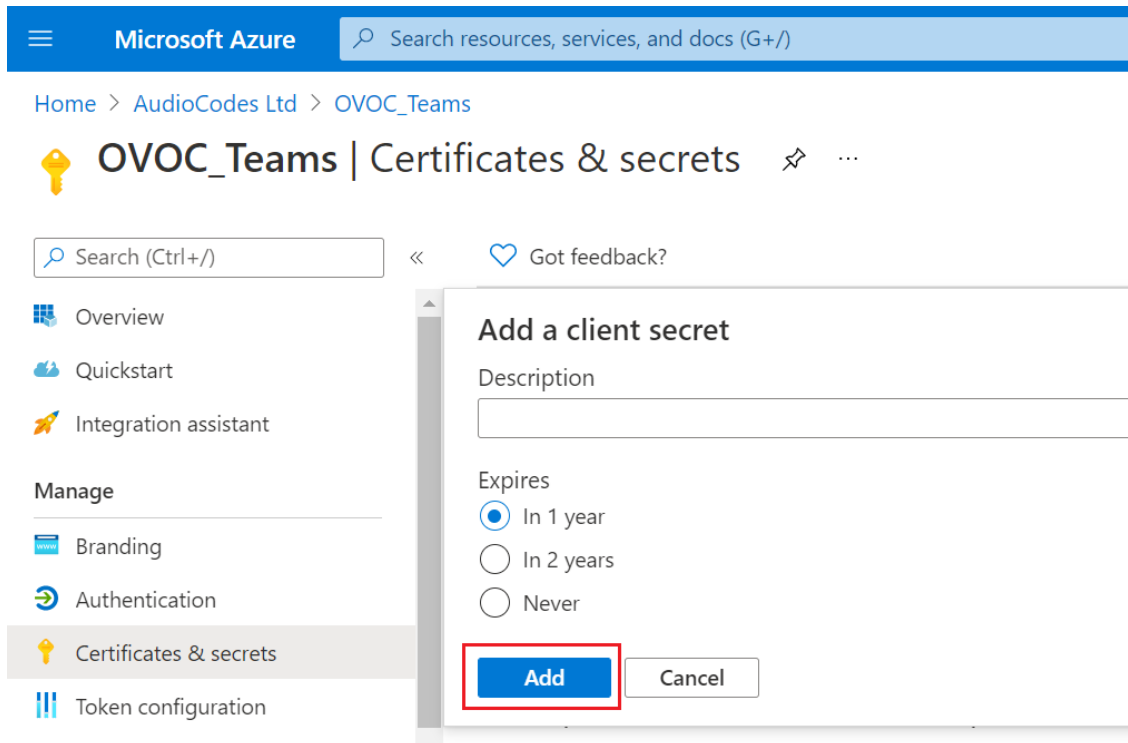 Microsoft Azure
Search resources, services, and docs (G+/)
Home > AudioCodes Ltd > OVOC_Teams
OVOC_Teams | Certificates & secrets
Search (Ctrl+/)
«
Got feedback?
Overview
Quickstart
Integration assistant
Manage
Branding
Authentication
Certificates & secrets
Token configuration
Add a client secret
Description
Expires
In 1 year
In 2 years
Never
Add
Cancel